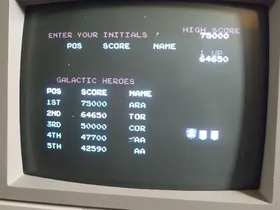 ENTER YOUR INITIALS
HIGH SCORE
75000
POS SCORE NAME
1 UP
64650
GALACTIC HEROES
POS SCORE NAME
1ST 75000 ARA
2ND 64650 TOR
3RD 50000 COR
4TH 47700 AA
5TH 42590 AA